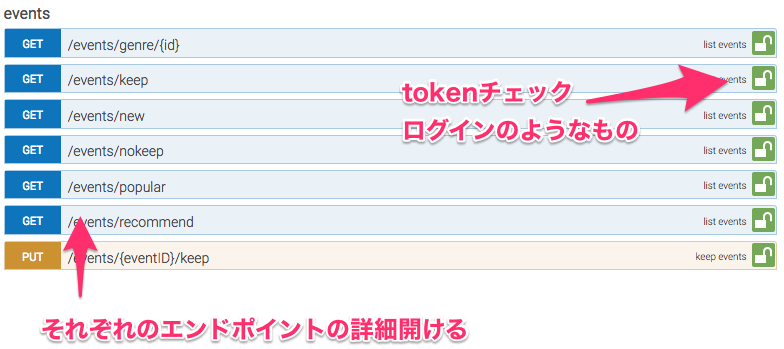 events
GET /events/genre/{id} list events
GET /events/keep events
GET /events/new list events
GET /events/nokeep list events
GET /events/popular list events
GET /events/recommend list events
PUT /events/{eventID}/keep keep events
tokenチェック
ログインのようなもの
それぞれのエンドポイントの詳細開ける